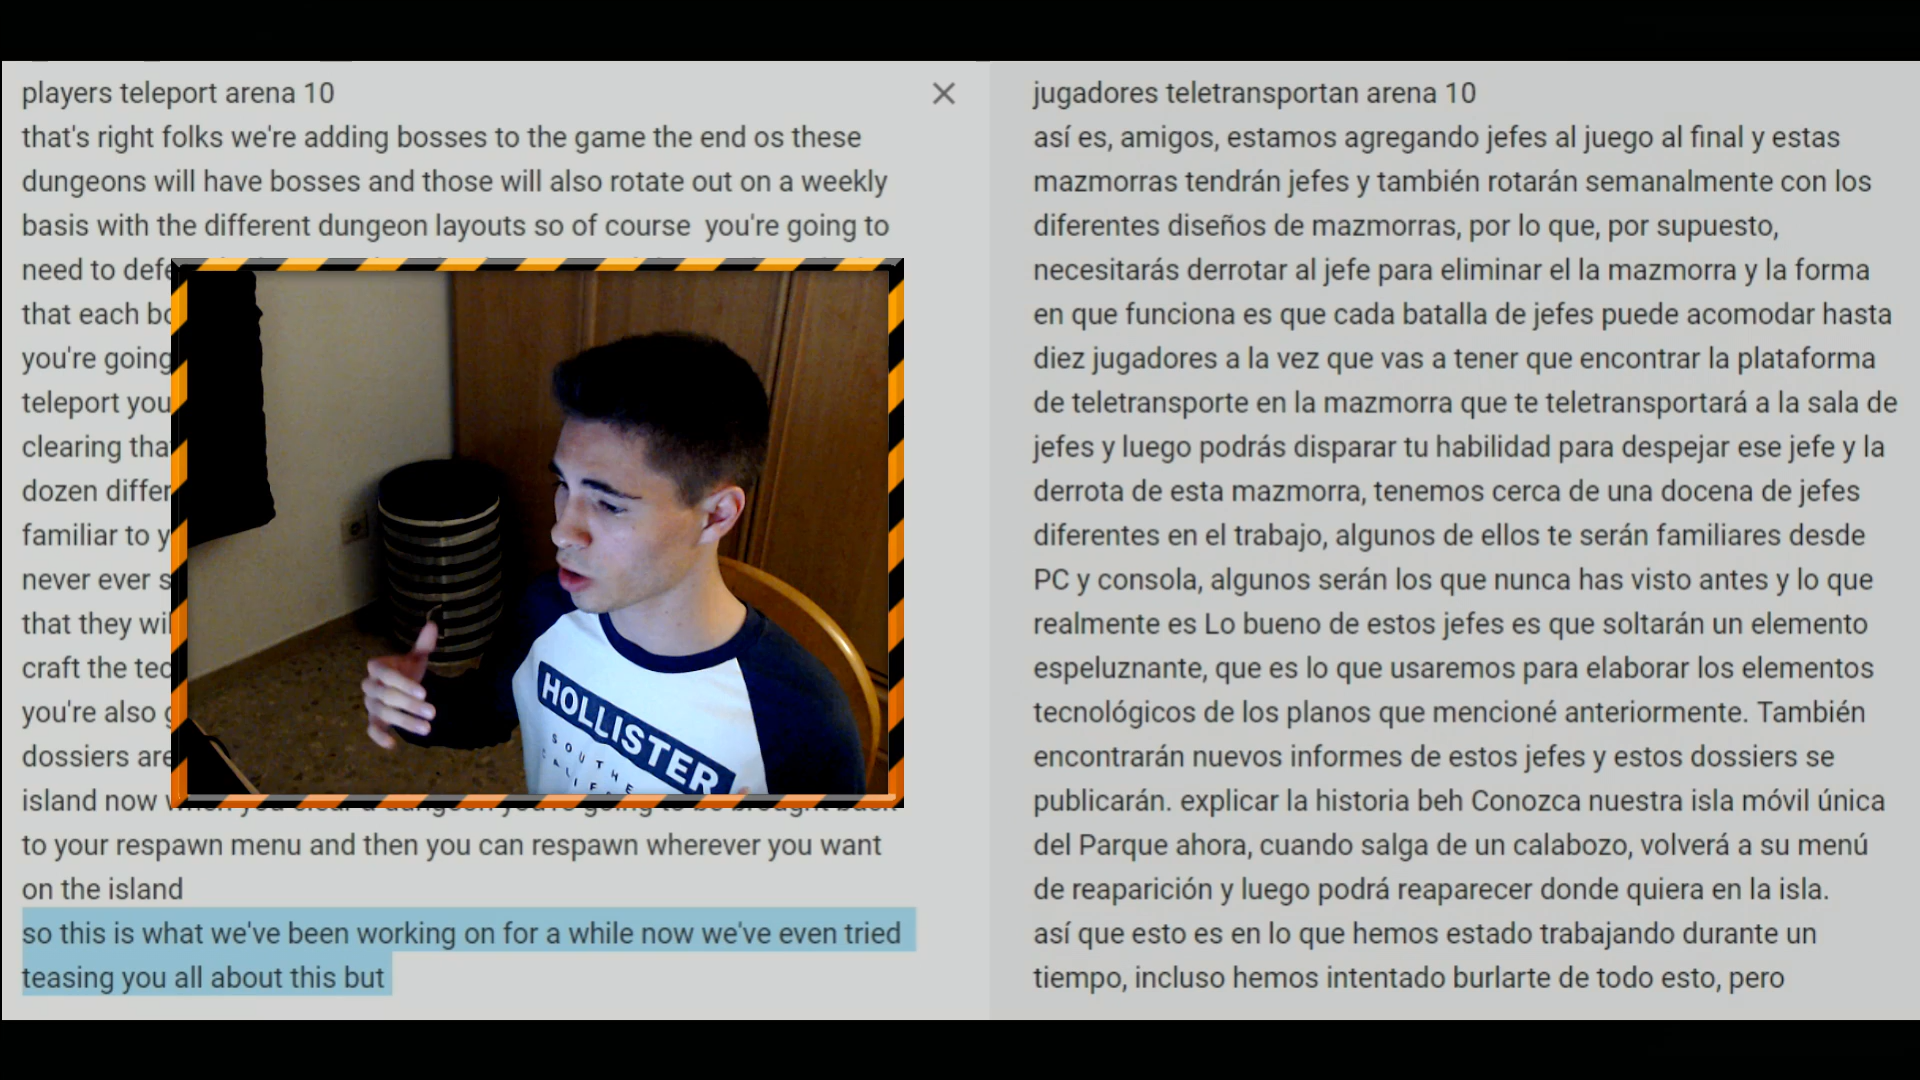 players teleport arena 10
that's right folks we're adding bosses to the game the end os these
dungeons will have bosses and those will also rotate out on a weekly
basis with the different dungeon layouts so of course you're going to
need to
that each
you're going
teleport you
clearing
dozen
familiar to
never ever
that they
craft the
you're also
dossiers are
island now when you clear a dungeon you're going to be brought back
to your respawn menu and then you can respawn wherever you want
on the island
so this is what we've been working on for a while now we've even tried
teasing you all about this but
HOLLISTER
SOUTH
jugadores teletransportan arena 10
así es, amigos, estamos agregando jefes al juego al final y estas
mazmorras tendrán jefes y también rotarán semanalmente con los
diferentes diseños de mazmorras, por lo que, por supuesto,
necesitarás derrotar al jefe para eliminar el la mazmorra y la forma
en que funciona es que cada batalla de jefes puede acomodar hasta
diez jugadores a la vez que vas a tener que encontrar la plataforma
de teletransporte en la mazmorra que te teletransportará a la sala de
jefes y luego podrás disparar tu habilidad para despejar ese jefe y la
derrota de esta mazmorra, tenemos cerca de una docena de jefes
diferentes en el trabajo, algunos de ellos te serán familiares desde
PC y consola, algunos serán los que nunca has visto antes y lo que
realmente es Lo bueno de estos jefes es que soltarán un elemento
espeluznante, que es lo que usaremos para elaborar los elementos
tecnológicos de los planos que mencioné anteriormente. También
encontrarán nuevos informes de estos jefes y estos dossiers se
publicarán. explicar la historia beh Conozca nuestra isla móvil única
del Parque ahora, cuando salga de un calabozo, volverá a su menú
de reaparición y luego podrá reaparecer donde quiera en la isla.
así que esto es en lo que hemos estado trabajando durante un
tiempo, incluso hemos intentado burlarte de todo esto, pero